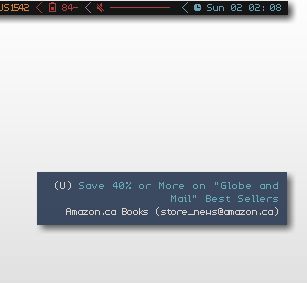 JS1542 84- Sun 02 02:08
(U) Save 40% or More on "Globe and
Mail" Best Sellers
Amazon.ca Books (store_news@amazon.ca)